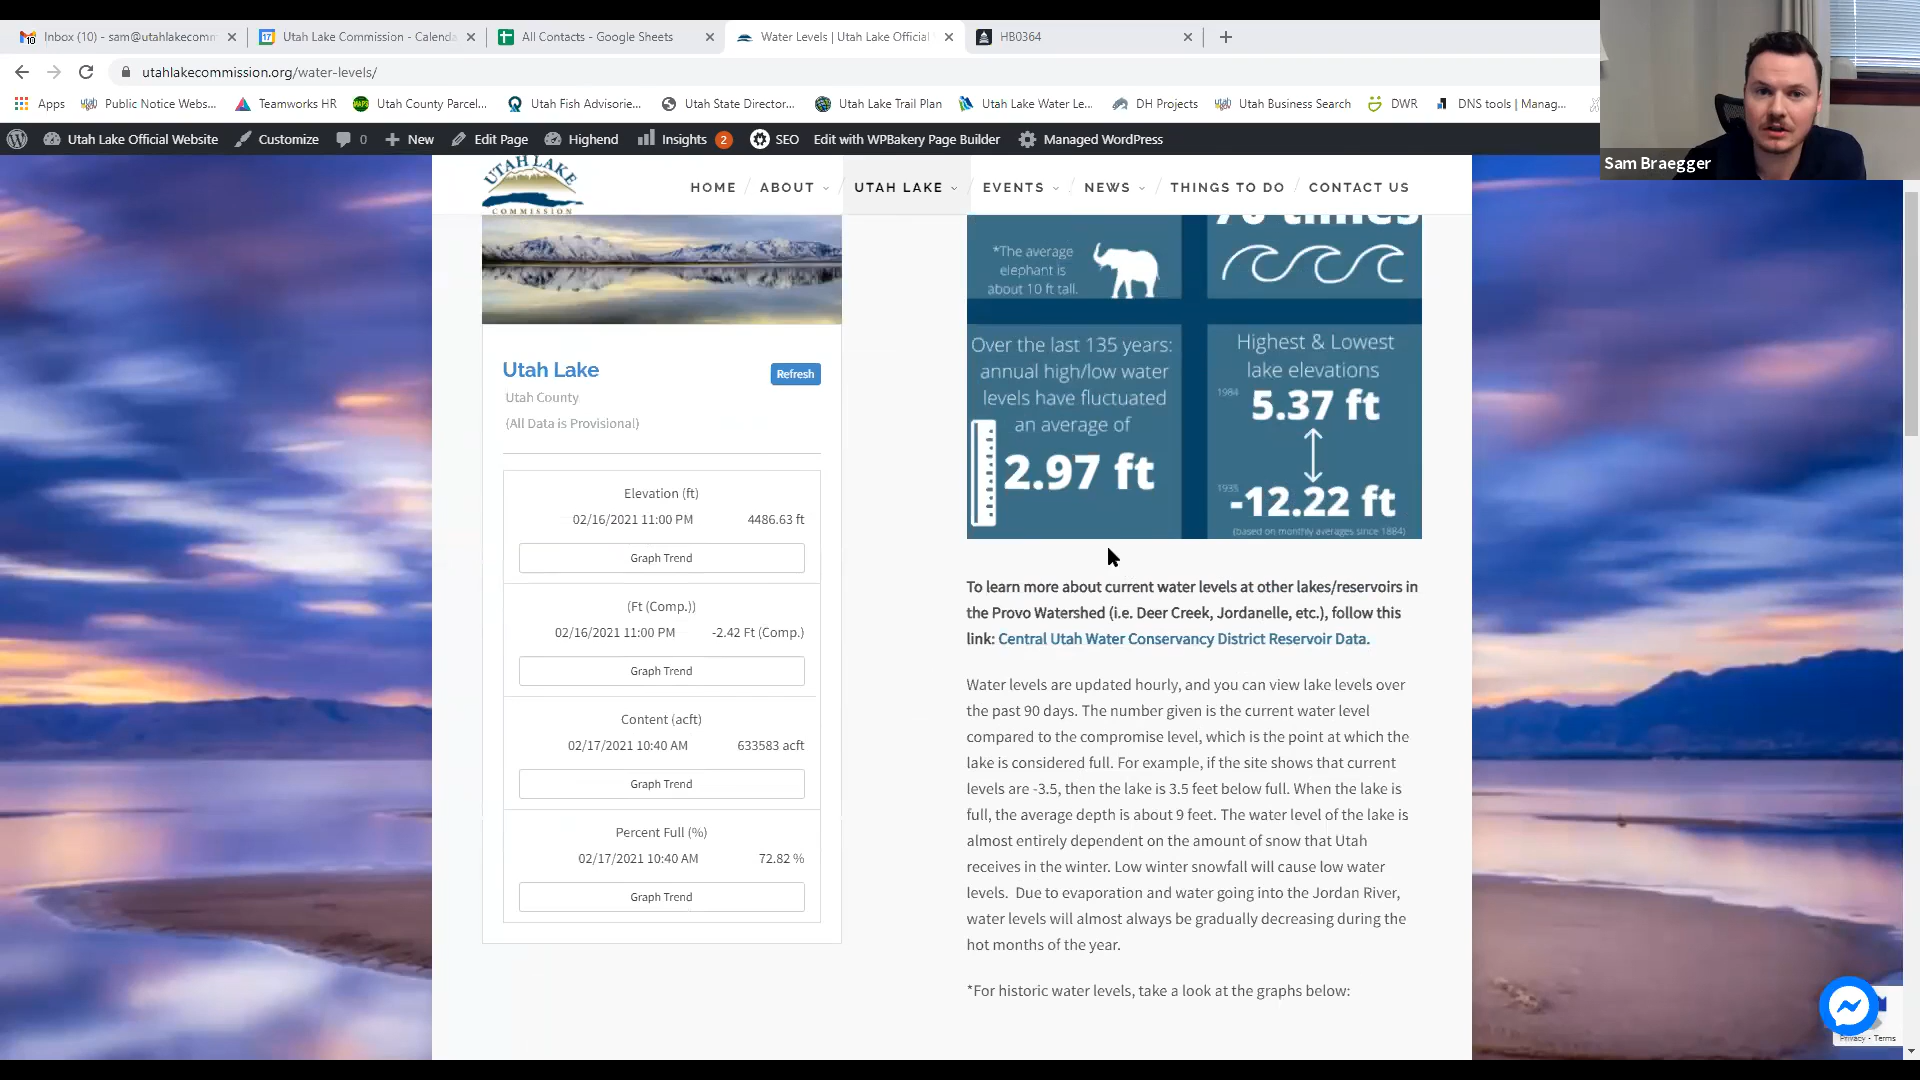 Inbox (10) - sam@utahlakecomm
Utah Lake Commission - Calenda
All Contacts - Google Sheets
Water Levels | Utah Lake Official
HB0364
utahlakecommission.org/water-levels/
Apps
Public Notice Webs...
Teamworks HR
Utah County Parcel...
Utah Fish Advisorie...
Utah State Director...
Utah Lake Trail Plan
Utah Lake Water Le...
DH Projects
Utah Business Search
DWR
DNS tools | Manag...
Utah Lake Official Website
Customize
0
New
Edit Page
Highend
Insights 2
SEO
Edit with WPBakery Page Builder
Managed WordPress
Sam Braegger
UTAH LAKE
COMMISSION
HOME / ABOUT / UTAH LAKE / EVENTS / NEWS / THINGS TO DO / CONTACT US
70 times
*The average
elephant is
about 10 ft tall.
Over the last 135 years:
annual high/low water
levels have fluctuated
an average of
2.97 ft
Highest & Lowest
lake elevations
1984
5.37 ft
1935
-12.22 ft
(based on monthly averages since 1884)
Utah Lake
Refresh
Utah County
(All Data is Provisional)
Elevation (ft)
02/16/2021 11:00 PM 4486.63 ft
Graph Trend
(Ft (Comp.))
02/16/2021 11:00 PM -2.42 Ft (Comp.)
Graph Trend
Content (acft)
02/17/2021 10:40 AM 633583 acft
Graph Trend
Percent Full (%)
02/17/2021 10:40 AM 72.82 %
Graph Trend
To learn more about current water levels at other lakes/reservoirs in
the Provo Watershed (i.e. Deer Creek, Jordanelle, etc.), follow this
link: Central Utah Water Conservancy District Reservoir Data.
Water levels are updated hourly, and you can view lake levels over
the past 90 days. The number given is the current water level
compared to the compromise level, which is the point at which the
lake is considered full. For example, if the site shows that current
levels are -3.5, then the lake is 3.5 feet below full. When the lake is
full, the average depth is about 9 feet. The water level of the lake is
almost entirely dependent on the amount of snow that Utah
receives in the winter. Low winter snowfall will cause low water
levels. Due to evaporation and water going into the Jordan River,
water levels will almost always be gradually decreasing during the
hot months of the year.
*For historic water levels, take a look at the graphs below:
Privacy - Terms